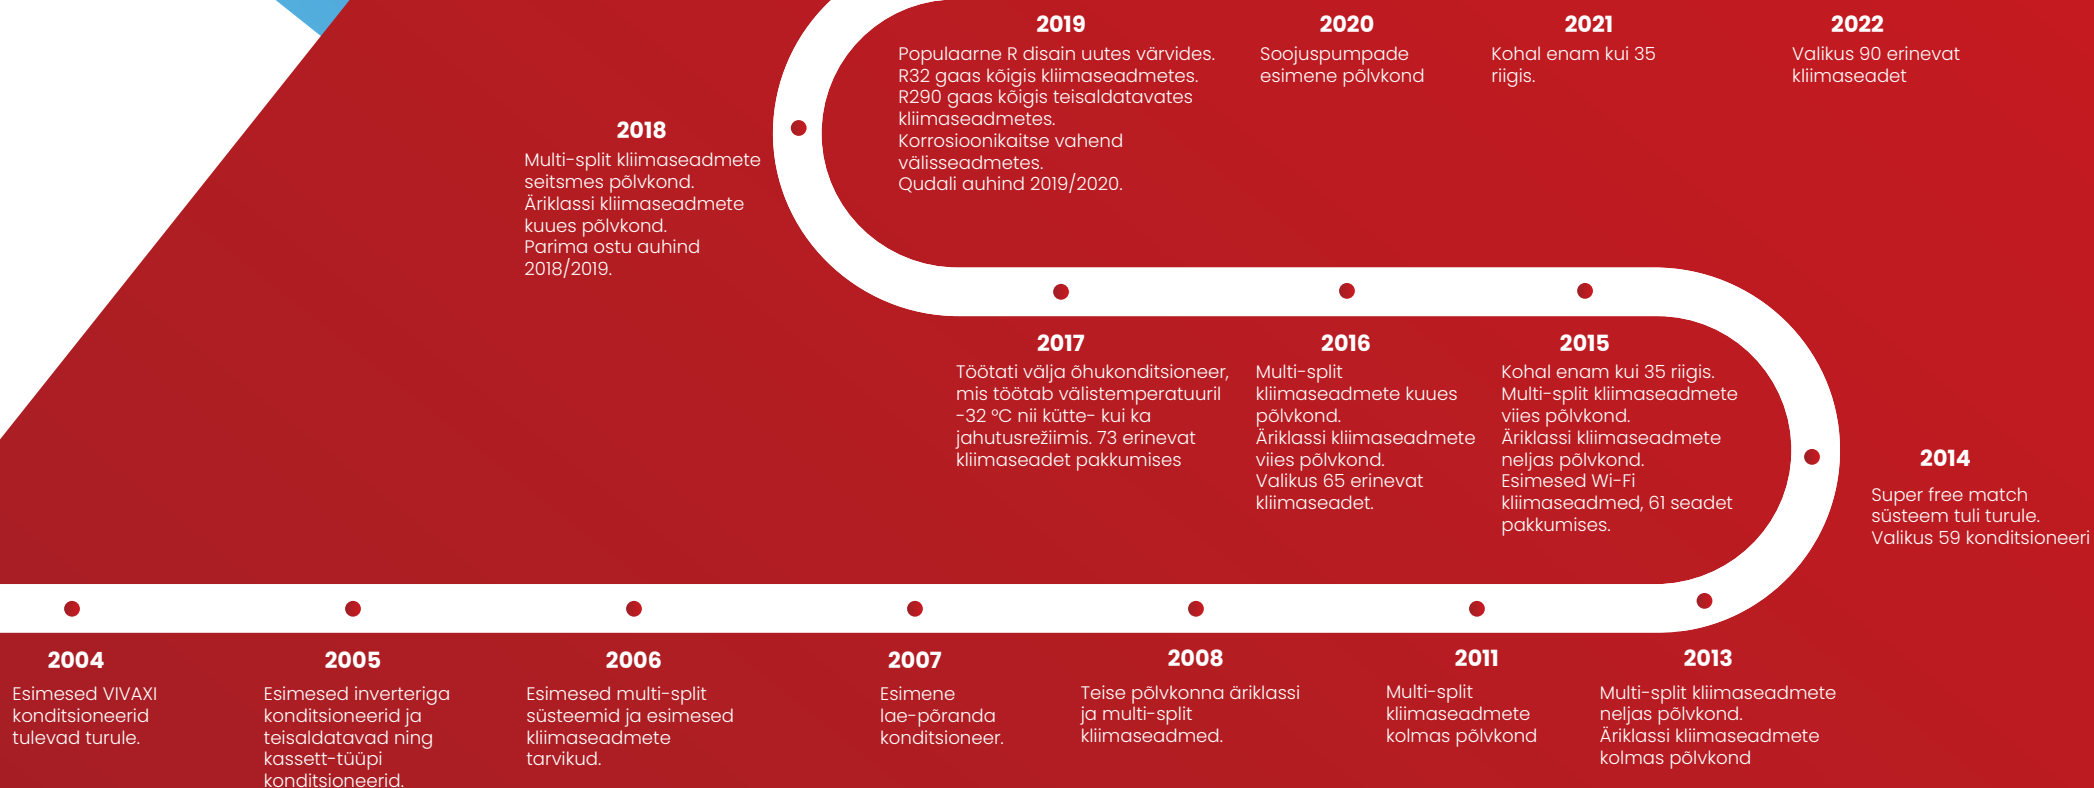 2019
Populaarne R disain uutes värvides.
R32 gaas kõigis kliimaseadmetes.
R290 gaas kõigis teisaldatavates
kliimaseadmetes.
Korrosioonikaitse vahend
välisseadmetes.
Qudali auhind 2019/2020.
2020
Soojuspumpade
esimene põlvkond
2021
Kohal enam kui 35
riigis.
2022
Valikus 90 erinevat
kliimaseadet
2018
Multi-split kliimaseadmete
seitsmes põlvkond.
Äriklassi kliimaseadmete
kuues põlvkond.
Parima ostu auhind
2018/2019.
2017
Töötati välja õhukonditsioneer,
mis töötab välistemperatuuril
-32 ºC nii kütte- kui ka
jahutusrežiimis. 73 erinevat
kliimaseadet pakkumises
2016
Multi-split
kliimaseadmete kuues
põlvkond.
Äriklassi kliimaseadmete
viies põlvkond.
Valikus 65 erinevat
kliimaseadet.
2015
Kohal enam kui 35 riigis.
Multi-split kliimaseadmete
viies põlvkond.
Äriklassi kliimaseadmete
neljas põlvkond.
Esimesed Wi-Fi
kliimaseadmed, 61 seadet
pakkumises.
2014
Super free match
süsteem tuli turule.
Valikus 59 konditsioneeri
2004
Esimesed VIVAXI
konditsioneerid
tulevad turule.
2005
Esimesed inverteriga
konditsioneerid ja
teisaldatavad ning
kassett-tüüpi
konditsioneerid.
2006
Esimesed multi-split
süsteemid ja esimesed
kliimaseadmete
tarvikud.
2007
Esimene
lae-põranda
konditsioneer.
2008
Teise põlvkonna äriklassi
ja multi-split
kliimaseadmed.
2011
Multi-split
kliimaseadmete
kolmas põlvkond
2013
Multi-split kliimaseadmete
neljas põlvkond.
Äriklassi kliimaseadmete
kolmas põlvkond